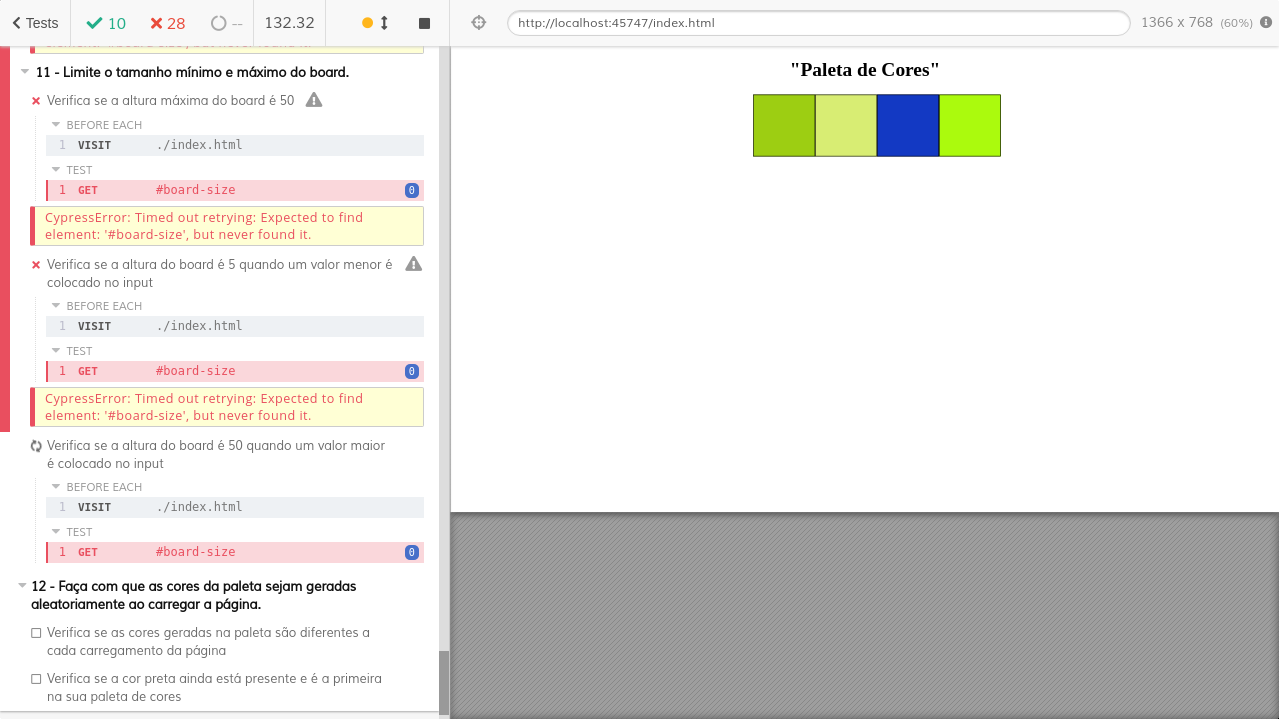 Tests 10 28 -- 132.32
http://localhost:45747/index.html 1366 x 768 (60%)
element: '#board-size', but never found it.
11 - Limite o tamanho mínimo e máximo do board.
Verifica se a altura máxima do board é 50
BEFORE EACH
1 VISIT ./index.html
TEST
1 GET #board-size 0
CypressError: Timed out retrying: Expected to find
element: '#board-size', but never found it.
Verifica se a altura do board é 5 quando um valor menor é
colocado no input
BEFORE EACH
1 VISIT ./index.html
TEST
1 GET #board-size 0
CypressError: Timed out retrying: Expected to find
element: '#board-size', but never found it.
Verifica se a altura do board é 50 quando um valor maior
é colocado no input
BEFORE EACH
1 VISIT ./index.html
TEST
1 GET #board-size 0
12 - Faça com que as cores da paleta sejam geradas
aleatoriamente ao carregar a página.
Verifica se as cores geradas na paleta são diferentes a
cada carregamento da página
Verifica se a cor preta ainda está presente e é a primeira
na sua paleta de cores
"Paleta de Cores"